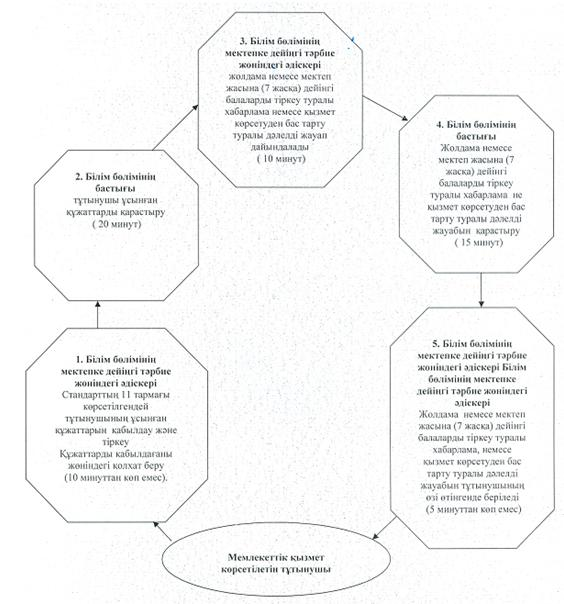 3. Білім бөлімінің
мектепке дейінгі тәрбие
жөніндегі әдіскері
жолдама немесе мектеп
жасына (7 жасқа) дейінгі
балаларды тіркеу туралы
хабарлама немесе қызмет
көрсетуден бас тарту
туралы дәлелді жауап
дайындалады
( 10 минут)
4. Білім бөлімінің
бастығы
Жолдама немесе
мектеп жасына (7
жасқа) дейінгі
балаларды тіркеу
туралы хабарлама не
қызмет көрсетуден бас
тарту туралы дәлелді
жауабын қарастыру
( 15 минут)
2. Білім бөлімінің
бастығы
тұтынушы ұсынған
құжаттарды қарастыру
( 20 минут)
1. Білім бөлімінің
мектепке дейінгі тәрбие
жөніндегі әдіскері
Стандарттың 11 тармағы
көрсетілгендей
тұтынушының ұсынған
құжаттарын қабылдау және
тіркеу
Құжаттарды қабылдағаны
жөніндегі қолхат беру
(10 минуттан көп емес).
5. Білім бөлімінің
мектепке дейінгі тәрбие
жөніндегі әдіскері Білім
бөлімінің мектепке
дейінгі тәрбие жөніндегі
әдіскері
Жолдама немесе мектеп
жасына (7 жасқа) дейінгі
балаларды тіркеу туралы
хабарлама, немесе
қызмет көрсетуден бас
тарту туралы дәлелді
жауабын тұтынушының
өзі өтінгенде беріледі
(5 минуттан көп емес)
Мемлекеттік қызмет
көрсетілетін тұтынушы